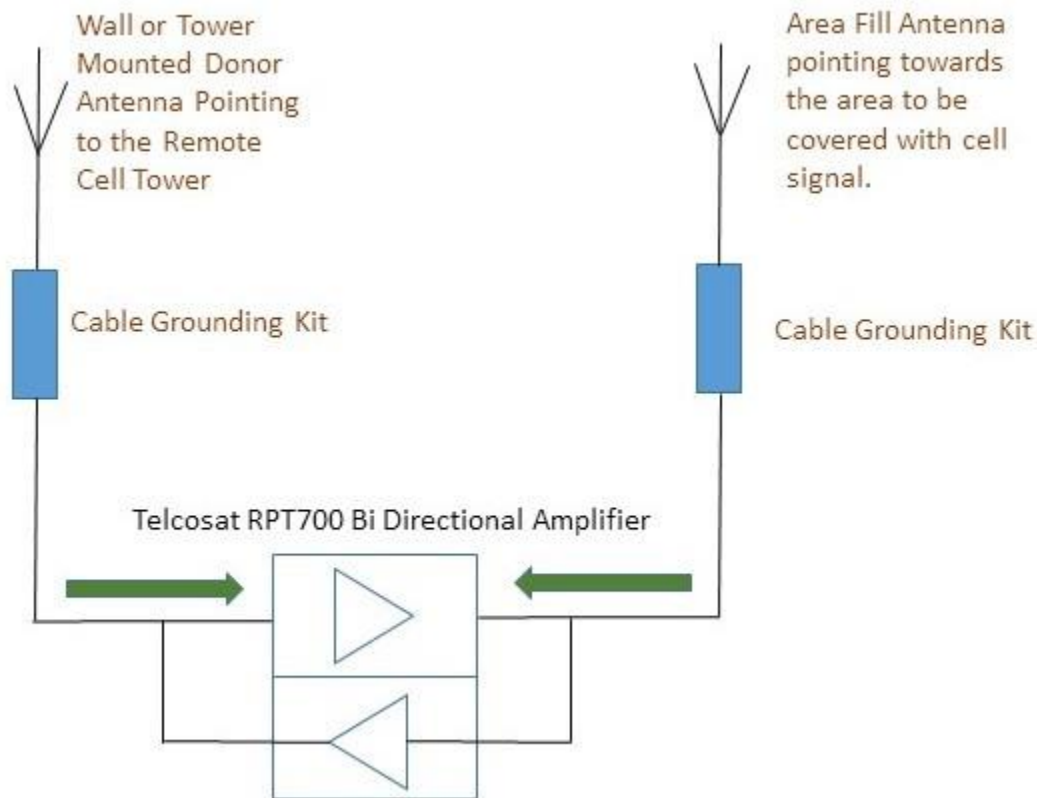 Wall or Tower
Mounted Donor
Antenna Pointing
to the Remote
Cell Tower
Area Fill Antenna
pointing towards
the area to be
covered with cell
signal.
Cable Grounding Kit
Cable Grounding Kit
Telcosat RPT700 Bi Directional Amplifier